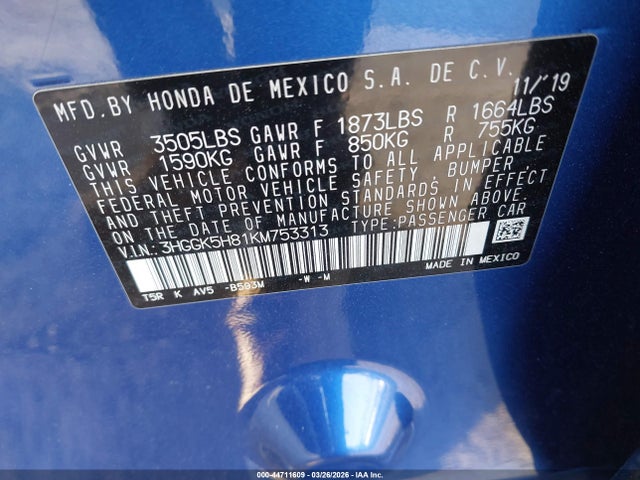 MFD.BY HONDA DE MEXICO S.A. DE C.V. 11/'19
GVWR 3505LBS GAWR F 1873LBS R 1664LBS
GVWR 1590KG GAWR F 850KG R 755KG
THIS VEHICLE CONFORMS TO ALL APPLICABLE
FEDERAL MOTOR VEHICLE SAFETY, BUMPER,
AND THEFT PREVENTION STANDARDS IN EFFECT
ON THE DATE OF MANUFACTURE SHOWN ABOVE.
V.I.N: 3HGGK5H81KM753313 TYPE:PASSENGER CAR
T5R K AV5 -B593M -W -M MADE IN MEXICO
000-44711609 - 03/26/2026 - IAA Inc.